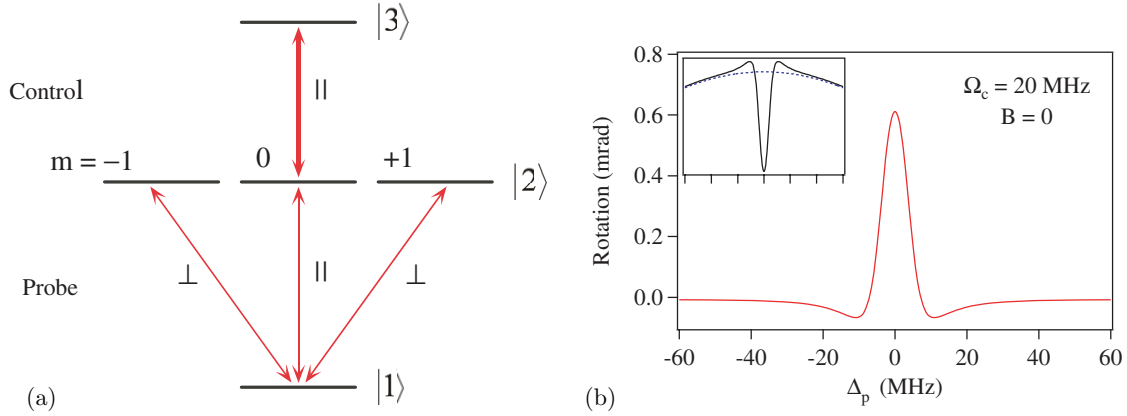 |3⟩
Control
||
m = −1
0
+1
|2⟩
⊥
||
⊥
Probe
|1⟩
(a)
0.8
0.6
0.4
0.2
0.0
Rotation (mrad)
Ω_c = 20 MHz
B = 0
-60
-40
-20
0
20
40
60
Δ_p (MHz)
(b)